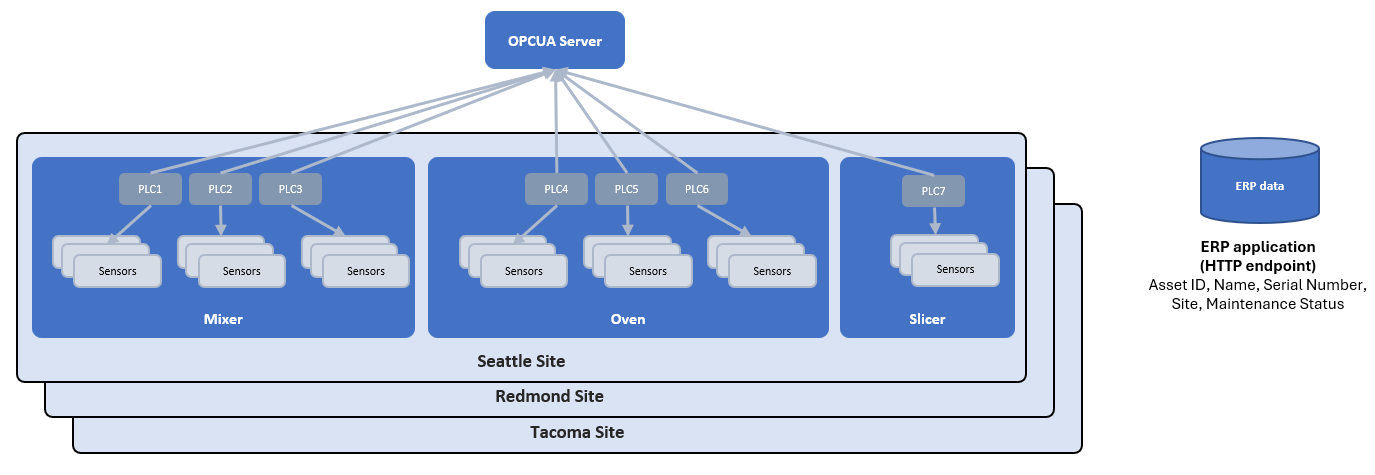 OPCUA Server
PLC1
PLC2
PLC3
PLC4
PLC5
PLC6
PLC7
Sensors
Sensors
Sensors
Sensors
Sensors
Sensors
Sensors
Mixer
Oven
Slicer
Seattle Site
Redmond Site
Tacoma Site
ERP data
ERP application
(HTTP endpoint)
Asset ID, Name, Serial Number,
Site, Maintenance Status